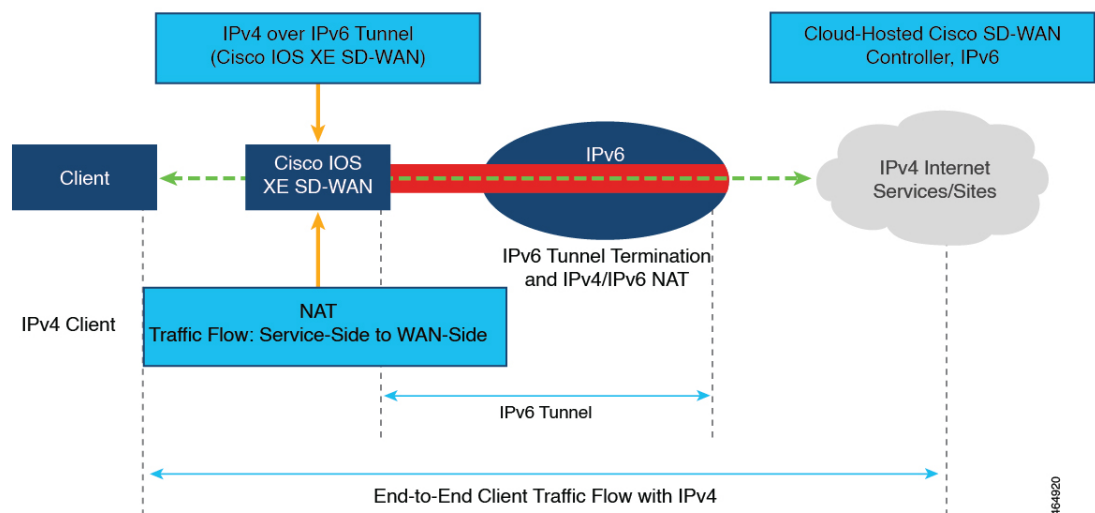 IPv4 over IPv6 Tunnel
(Cisco IOS XE SD-WAN)
Cloud-Hosted Cisco SD-WAN
Controller, IPv6
Client
Cisco IOS
XE SD-WAN
IPv6
IPv4 Internet
Services/Sites
IPv6 Tunnel Termination
and IPv4/IPv6 NAT
IPv4 Client
NAT
Traffic Flow: Service-Side to WAN-Side
IPv6 Tunnel
End-to-End Client Traffic Flow with IPv4
464920